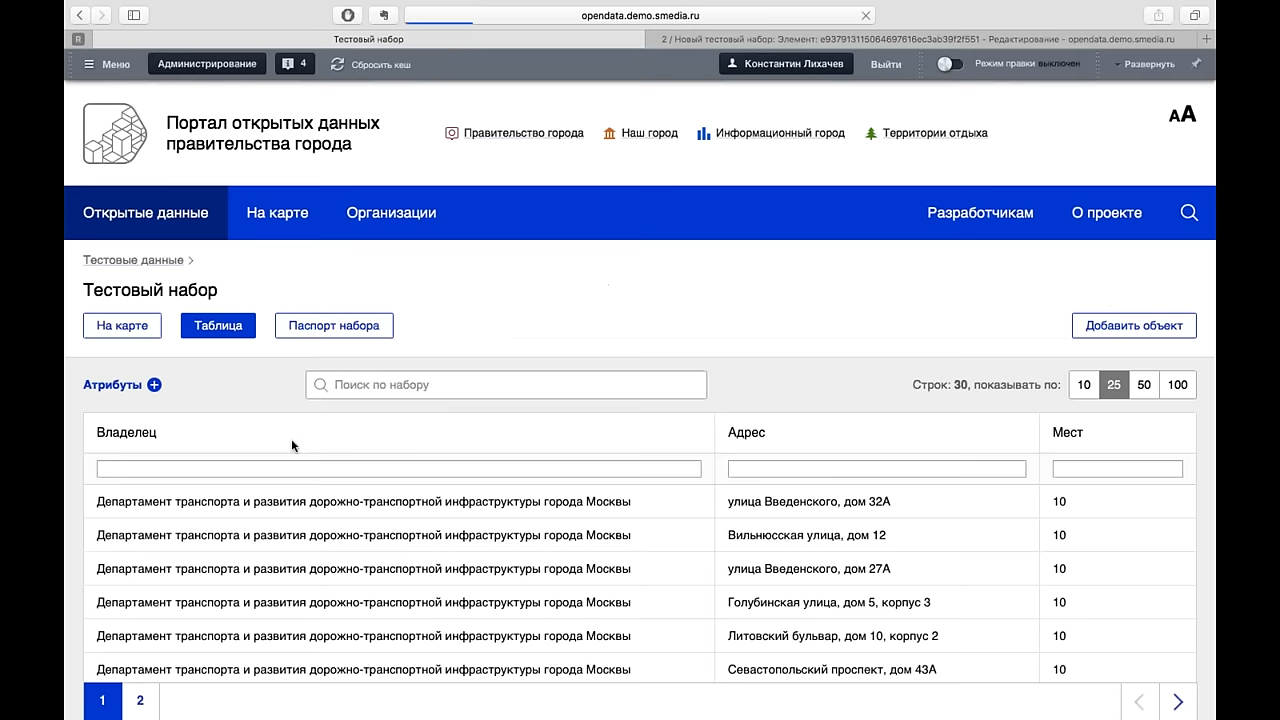 opendata.demo.smedia.ru
R
Тестовый набор
2 / Новый тестовый набор: Элемент: e937913115064697616ec3ab39f2f551 - Редактирование - opendata.demo.smedia.ru
Меню
Администрирование
4
Сбросить кеш
Константин Лихачев
Выйти
Режим правки выключен
Развернуть
Портал открытых данных
правительства города
Правительство города
Наш город
Информационный город
Территории отдыха
АА
Открытые данные
На карте
Организации
Разработчикам
О проекте
Тестовые данные
Тестовый набор
На карте
Таблица
Паспорт набора
Добавить объект
Атрибуты
Поиск по набору
Строк: 30, показывать по:
10 25 50 100
Владелец Адрес Мест
Департамент транспорта и развития дорожно-транспортной инфраструктуры города Москвы улица Введенского, дом 32А 10
Департамент транспорта и развития дорожно-транспортной инфраструктуры города Москвы Вильнюсская улица, дом 12 10
Департамент транспорта и развития дорожно-транспортной инфраструктуры города Москвы улица Введенского, дом 27А 10
Департамент транспорта и развития дорожно-транспортной инфраструктуры города Москвы Голубинская улица, дом 5, корпус 3 10
Департамент транспорта и развития дорожно-транспортной инфраструктуры города Москвы Литовский бульвар, дом 10, корпус 2 10
Департамент транспорта и развития дорожно-транспортной инфраструктуры города Москвы Севастопольский проспект, дом 43А 10
1 2